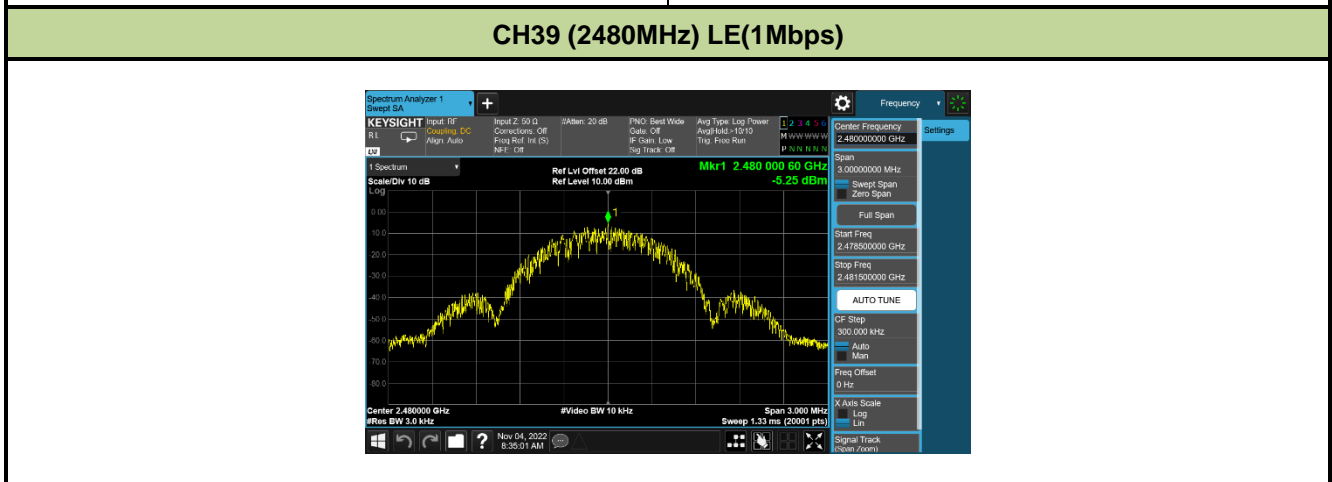 CH39 (2480MHz) LE(1Mbps)
Spectrum Analyzer 1
Swept SA
+
Frequency
KEYSIGHT
RL
LXI
Input: RF
Coupling: DC
Align: Auto
Input Z: 50 Ω
Corrections: Off
Freq Ref: Int (S)
NFE: Off
#Atten: 20 dB
PNO: Best Wide
Gate: Off
IF Gain: Low
Sig Track: Off
Avg Type: Log Power
Avg|Hold:>10/10
Trig: Free Run
1 2 3 4 5 6
M W W W W W
P N N N N N
1 Spectrum
Scale/Div 10 dB
Log
Ref Lvl Offset 22.00 dB
Ref Level 10.00 dBm
Mkr1 2.480 000 60 GHz
-5.25 dBm
1
0.00
-10.0
-20.0
-30.0
-40.0
-50.0
-60.0
-70.0
-80.0
Center 2.480000 GHz
#Res BW 3.0 kHz
#Video BW 10 kHz
Span 3.000 MHz
Sweep 1.33 ms (20001 pts)
Center Frequency
2.480000000 GHz
Settings
Span
3.00000000 MHz
Swept Span
Zero Span
Full Span
Start Freq
2.478500000 GHz
Stop Freq
2.481500000 GHz
AUTO TUNE
CF Step
300.000 kHz
Auto
Man
Freq Offset
0 Hz
X Axis Scale
Log
Lin
Signal Track
(Span Zoom)
?
Nov 04, 2022
8:35:01 AM